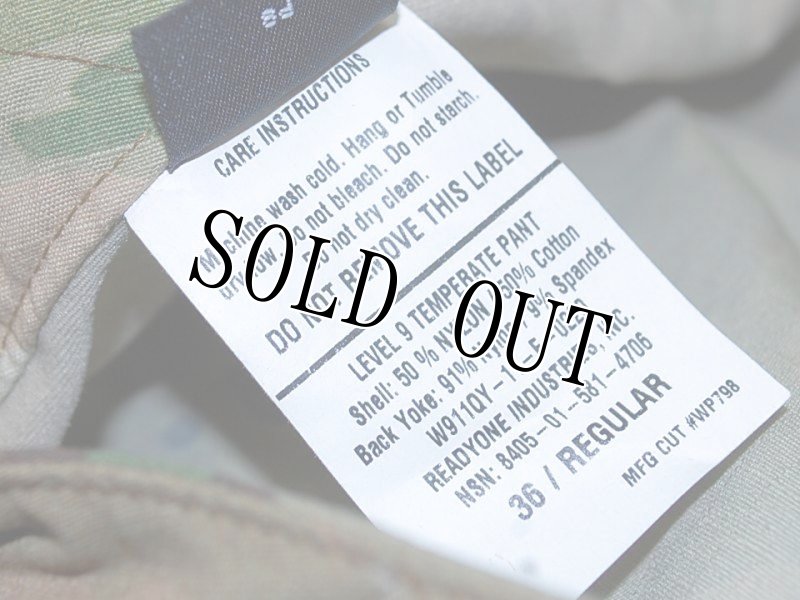 CARE INSTRUCTIONS
Machine wash cold. Hang or Tumble
dry low. Do not bleach. Do not starch.
Do not dry clean.
DO NOT REMOVE THIS LABEL
SOLD OUT
LEVEL 9 TEMPERATE PANT
Shell: 50 % NYLON / 50% Cotton
Back Yoke: 91% Nylon / 9% Spandex
W911QY-
READYONE INDUSTRIES, INC.
NSN: 8405-01-581-4706
36 / REGULAR
MFG CUT #WP798